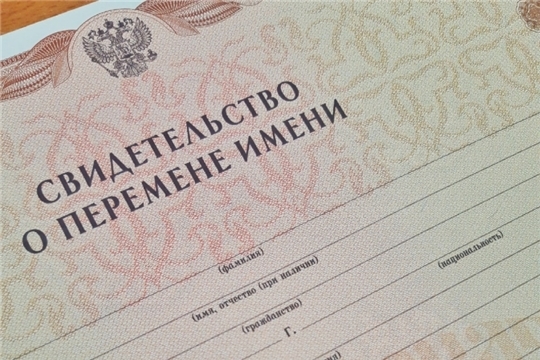 СВИДЕТЕЛЬСТВО
О ПЕРЕМЕНЕ ИМЕНИ
(фамилия)
(имя, отчество (при наличии)
(гражданство) (национальность)
г.